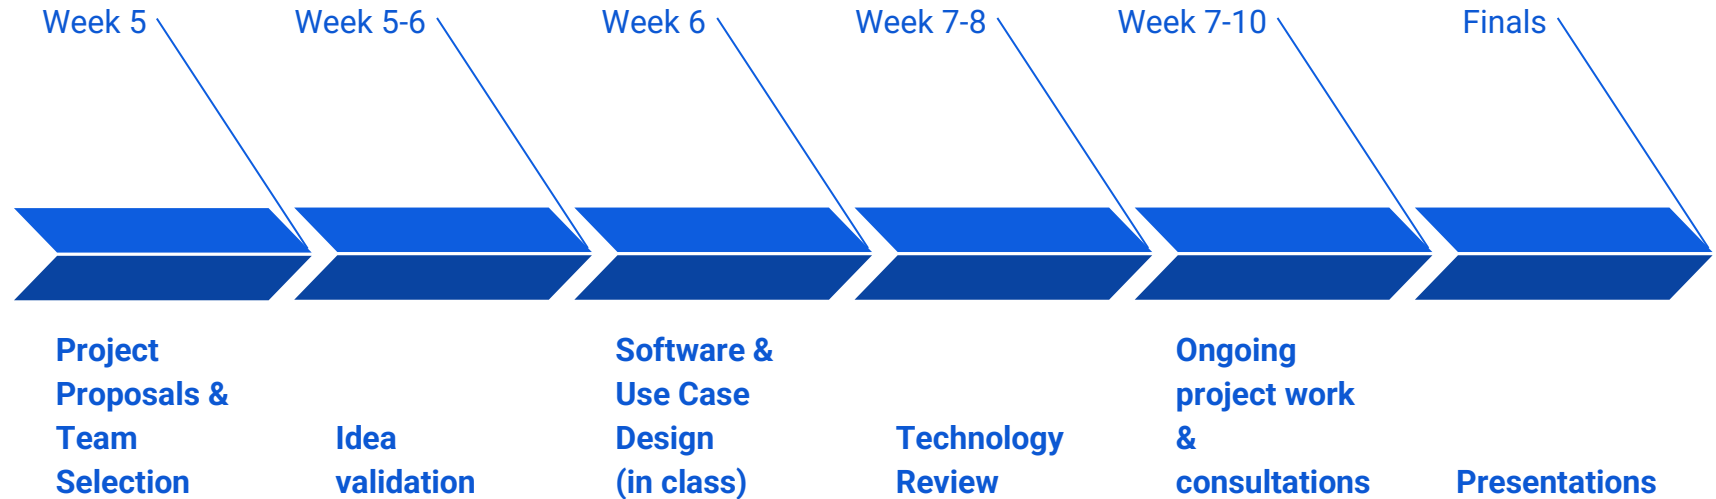 Week 5
Week 5-6
Week 6
Week 7-8
Week 7-10
Finals
Project
Proposals &
Team
Selection
Idea
validation
Software &
Use Case
Design
(in class)
Technology
Review
Ongoing
project work
&
consultations
Presentations